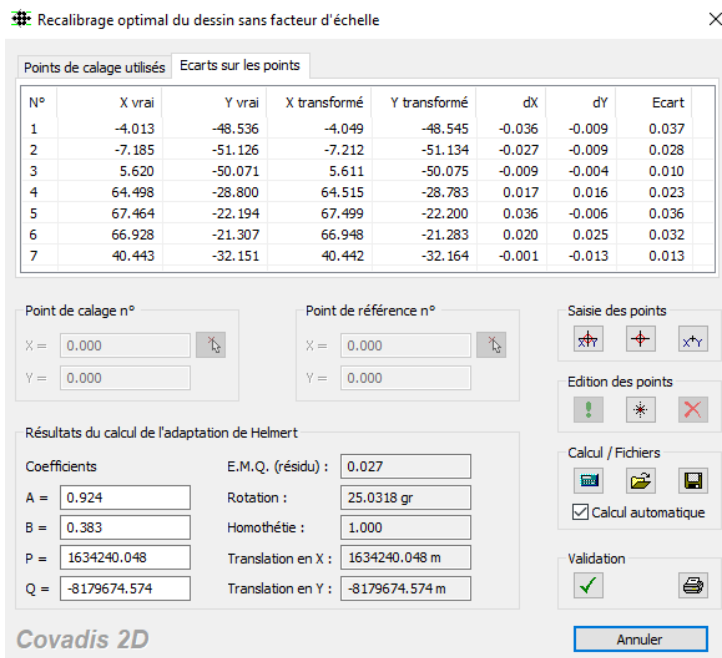 Recalibrage optimal du dessin sans facteur d'échelle
Points de calage utilisés Ecarts sur les points
N° X vrai Y vrai X transformé Y transformé dX dY Ecart
1 -4.013 -48.536 -4.049 -48.545 -0.036 -0.009 0.037
2 -7.185 -51.126 -7.212 -51.134 -0.027 -0.009 0.028
3 5.620 -50.071 5.611 -50.075 -0.009 -0.004 0.010
4 64.498 -28.800 64.515 -28.783 0.017 0.016 0.023
5 67.464 -22.194 67.499 -22.200 0.036 -0.006 0.036
6 66.928 -21.307 66.948 -21.283 0.020 0.025 0.032
7 40.443 -32.151 40.442 -32.164 -0.001 -0.013 0.013
Point de calage n° Point de référence n° Saisie des points
X = 0.000 X = 0.000 X+Y X+Y
Y = 0.000 Y = 0.000
Edition des points
Résultats du calcul de l'adaptation de Helmert
Calcul / Fichiers
Coefficients E.M.Q. (résidu) : 0.027
A = 0.924 Rotation : 25.0318 gr
Calcul automatique
B = 0.383 Homothétie : 1.000
P = 1634240.048 Translation en X : 1634240.048 m
Validation
Q = -8179674.574 Translation en Y : -8179674.574 m
Covadis 2D Annuler